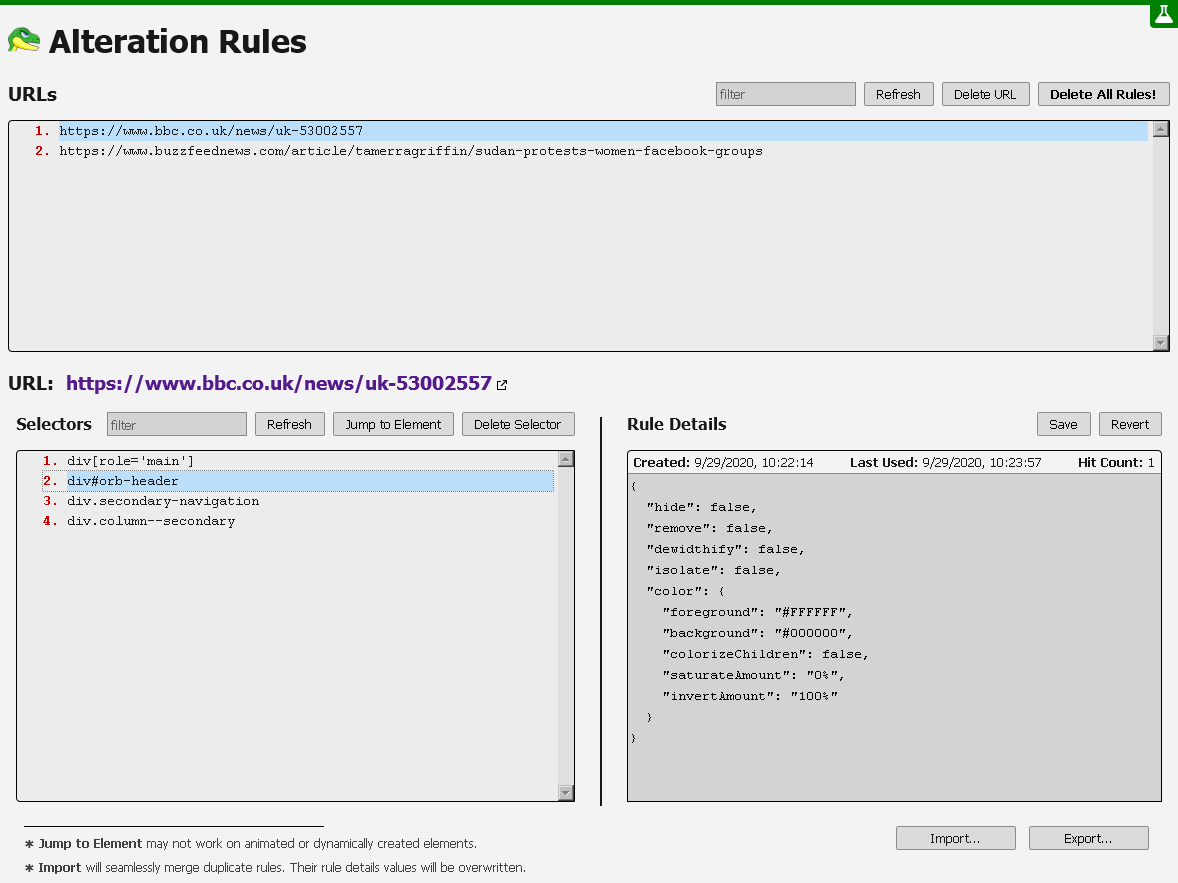 Alteration Rules
URLs
filter
Refresh
Delete URL
Delete All Rules!
1. https://www.bbc.co.uk/news/uk-53002557
2. https://www.buzzfeednews.com/article/tamerragriffin/sudan-protests-women-facebook-groups
URL: https://www.bbc.co.uk/news/uk-53002557
Selectors
filter
Refresh
Jump to Element
Delete Selector
1. div[role='main']
2. div#orb-header
3. div.secondary-navigation
4. div.column--secondary
Rule Details
Save
Revert
Created: 9/29/2020, 10:22:14
Last Used: 9/29/2020, 10:23:57
Hit Count: 1
{
  "hide": false,
  "remove": false,
  "dewidthify": false,
  "isolate": false,
  "color": {
    "foreground": "#FFFFFF",
    "background": "#000000",
    "colorizeChildren": false,
    "saturateAmount": "0%",
    "invertAmount": "100%"
  }
}
* Jump to Element may not work on animated or dynamically created elements.
* Import will seamlessly merge duplicate rules. Their rule details values will be overwritten.
Import...
Export...